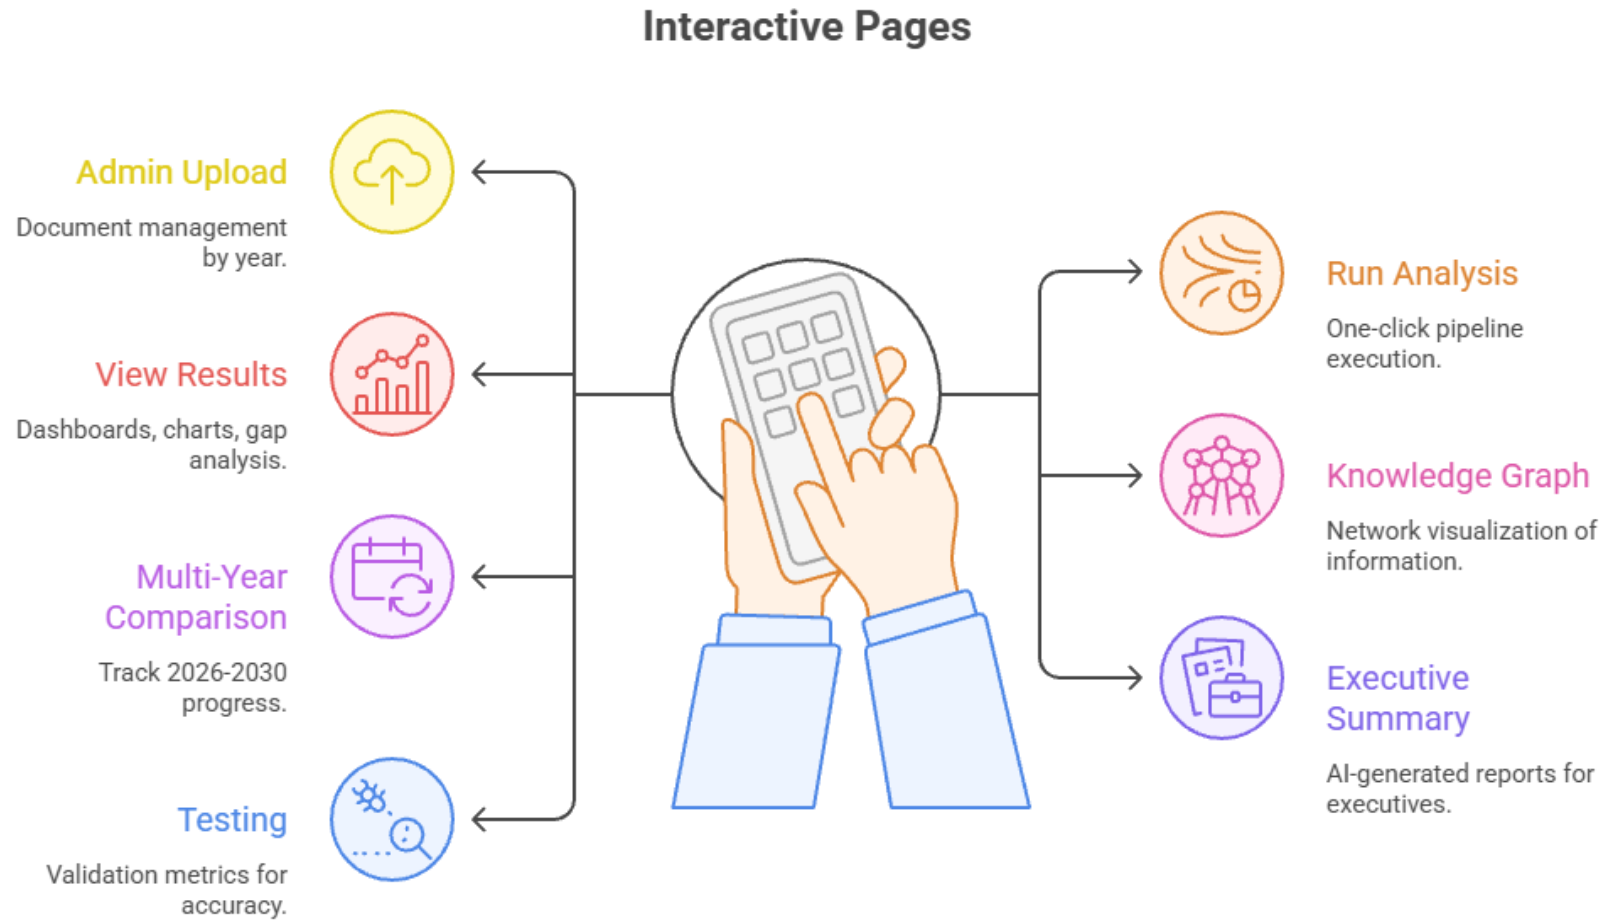 Interactive Pages
Admin Upload
Document management
by year.
View Results
Dashboards, charts, gap
analysis.
Multi-Year
Comparison
Track 2026-2030
progress.
Testing
Validation metrics for
accuracy.
Run Analysis
One-click pipeline
execution.
Knowledge Graph
Network visualization of
information.
Executive
Summary
AI-generated reports for
executives.